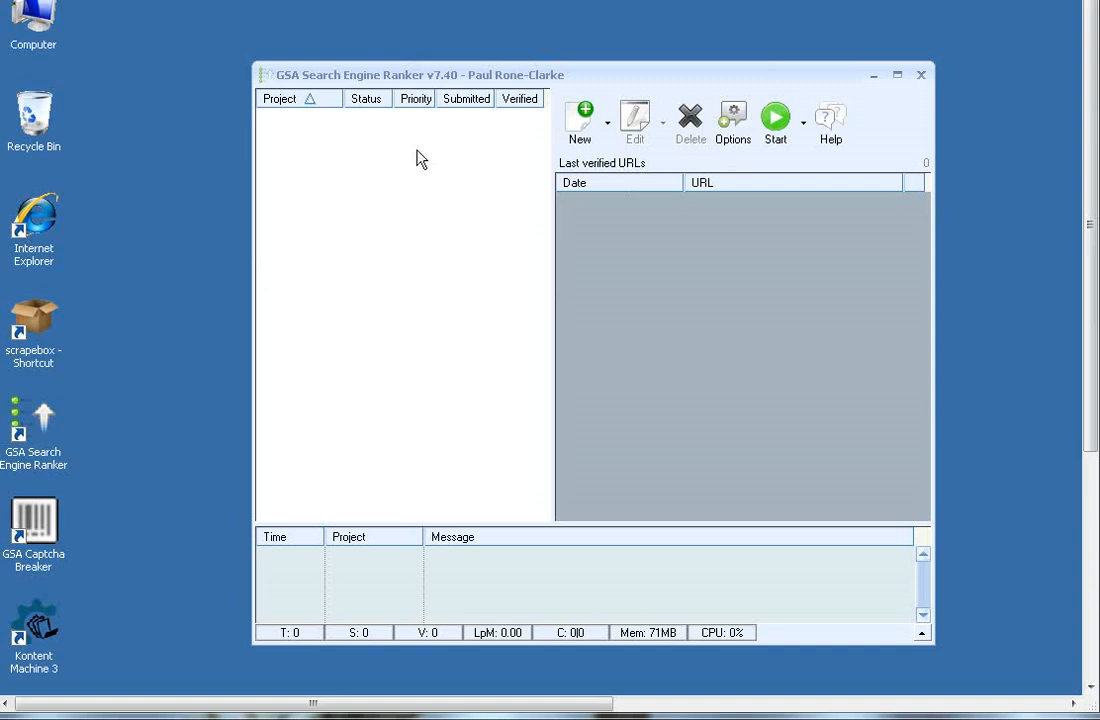 Computer
Recycle Bin
Internet
Explorer
scrapebox -
Shortcut
GSA Search
Engine Ranker
GSA Captcha
Breaker
Kontent
Machine 3
GSA Search Engine Ranker v7.40 - Paul Rone-Clarke
Project Status Priority Submitted Verified
New Edit Delete Options Start Help
Last verified URLs 0
Date URL
Time Project Message
T: 0 S: 0 V: 0 LpM: 0.00 C: 0|0 Mem: 71MB CPU: 0%